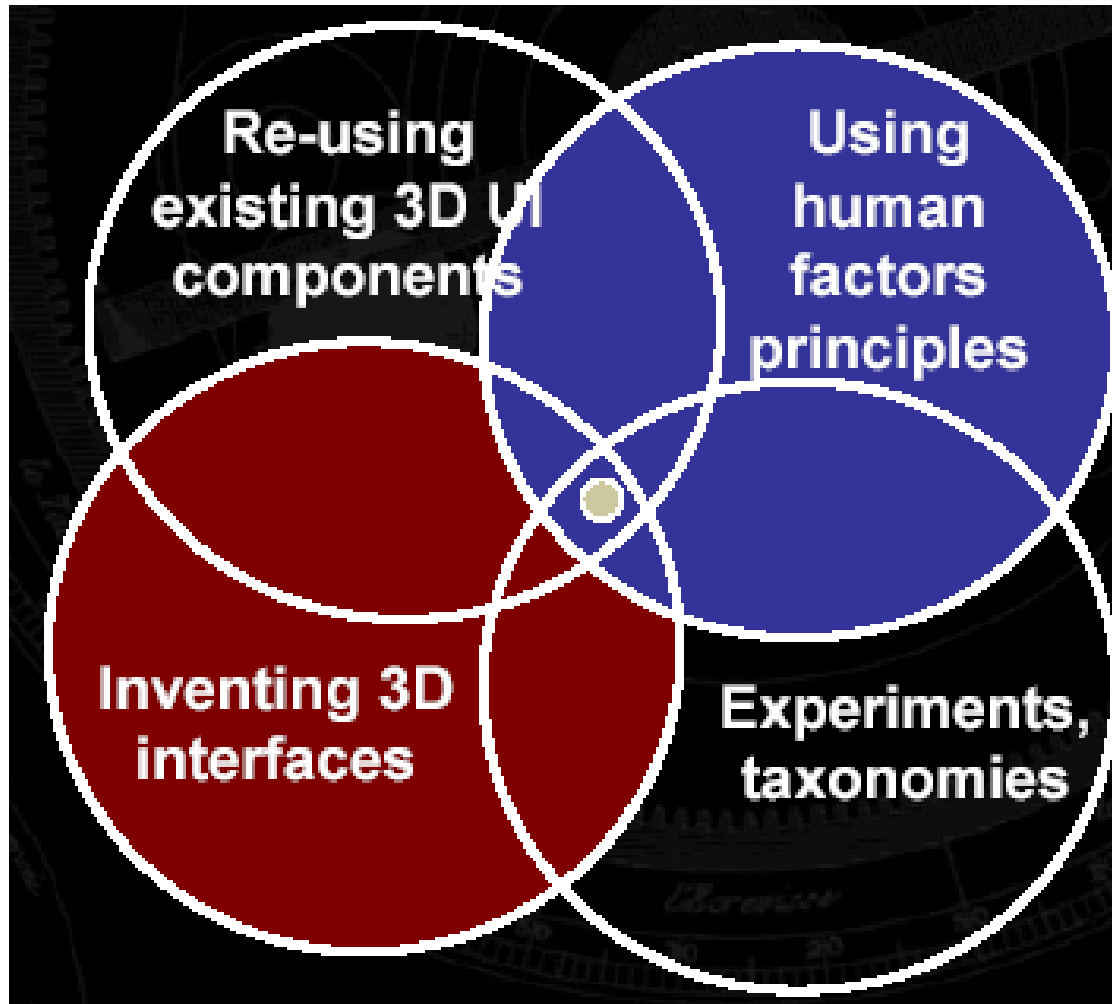 Re-using
existing 3D UI
components
Using
human
factors
principles
Inventing 3D
interfaces
Experiments,
taxonomies